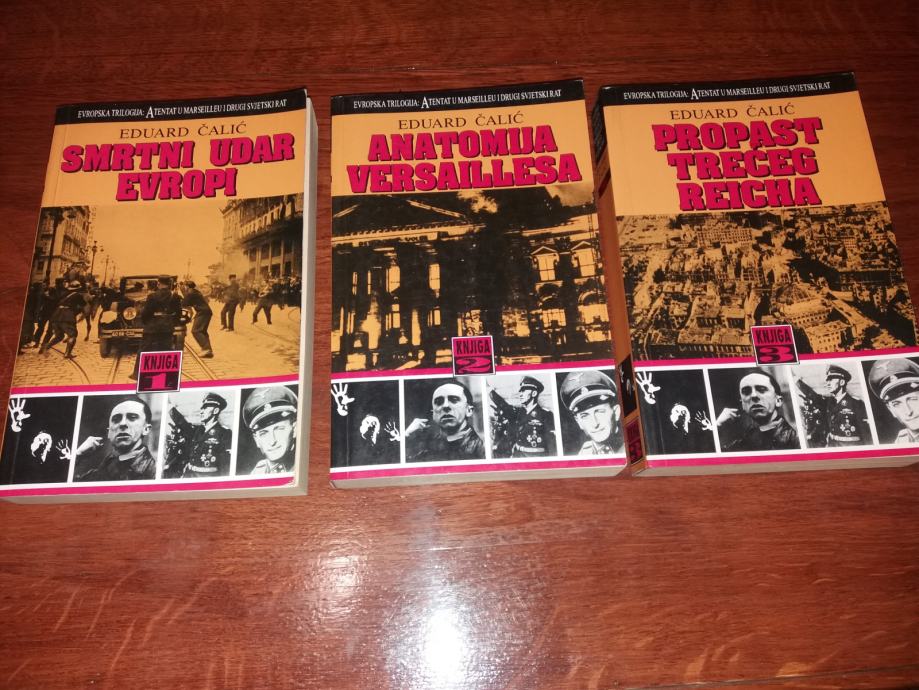 EVROPSKA TRILOGIJA: ATENTAT U MARSEILLEU I DRUGI SVJETSKI RAT
EDUARD ČALIĆ
SMRTNI UDAR
EVROPI
KNJIGA
1
EVROPSKA TRILOGIJA: ATENTAT U MARSEILLEU I DRUGI SVJETSKI RAT
EDUARD ČALIĆ
ANATOMIJA
VERSAILLESA
KNJIGA
2
EVROPSKA TRILOGIJA: ATENTAT U MARSEILLEU I DRUGI SVJETSKI RAT
EDUARD ČALIĆ
PROPAST
TREĆEG
REICHA
KNJIGA
3
3